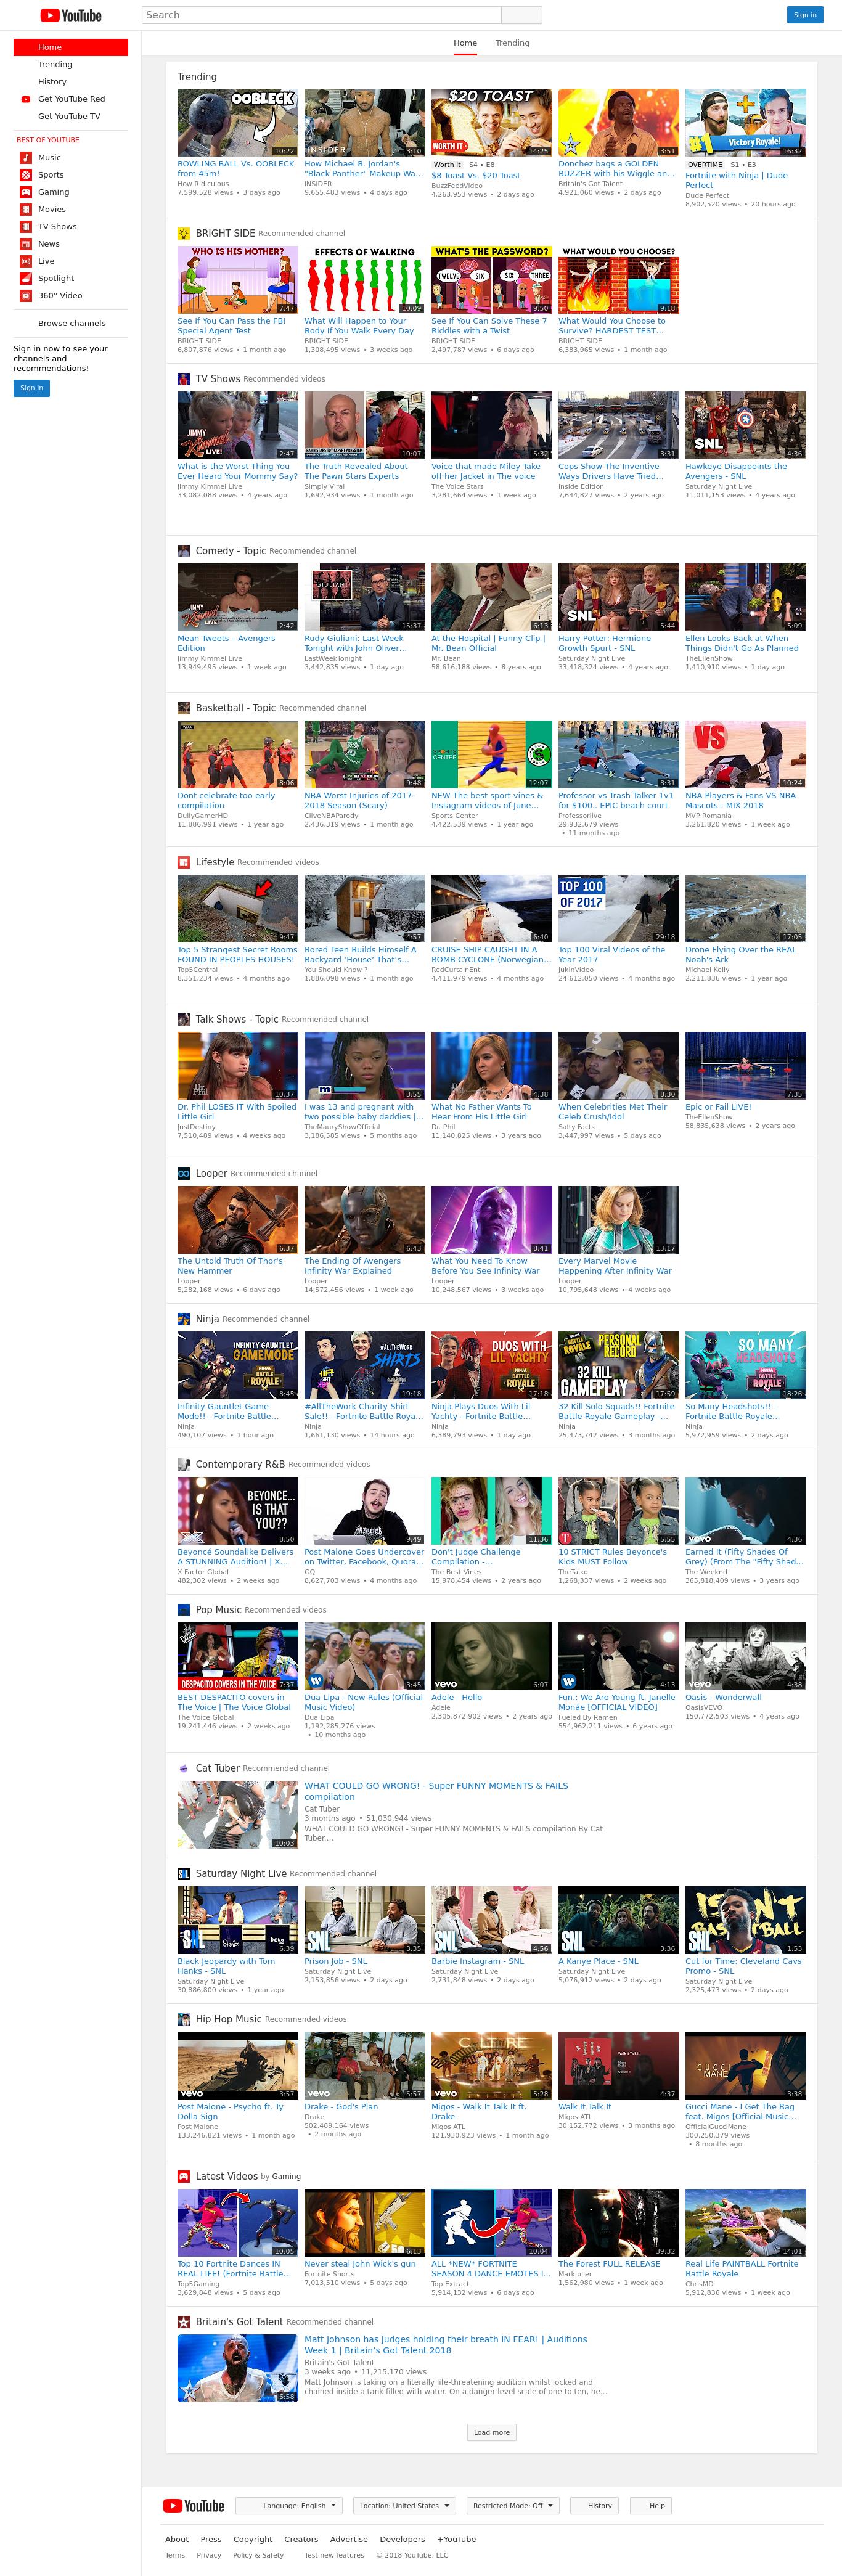 YouTube
Search
Sign in
Home
Trending
Home
Trending
History
Get YouTube Red
Get YouTube TV
BEST OF YOUTUBE
Music
Sports
Gaming
Movies
TV Shows
News
Live
Spotlight
360° Video
Browse channels
Sign in now to see your
channels and
recommendations!
Sign in
Trending
OOBLECK
10:22
BOWLING BALL Vs. OOBLECK
from 45m!
How Ridiculous
7,599,528 views • 3 days ago
INSIDER
3:10
How Michael B. Jordan's
"Black Panther" Makeup Wa...
INSIDER
9,655,483 views • 4 days ago
$20 TOAST
WORTH IT
14:25
Worth It S4 • E8
$8 Toast Vs. $20 Toast
BuzzFeedVideo
4,263,953 views • 2 days ago
3:51
Donchez bags a GOLDEN
BUZZER with his Wiggle an...
Britain's Got Talent
4,921,060 views • 2 days ago
#1 Victory Royale!
16:32
OVERTIME S1 • E3
Fortnite with Ninja | Dude
Perfect
Dude Perfect
8,902,520 views • 20 hours ago
BRIGHT SIDE Recommended channel
WHO IS HIS MOTHER?
7:47
See If You Can Pass the FBI
Special Agent Test
BRIGHT SIDE
6,807,876 views • 1 month ago
EFFECTS OF WALKING
10:09
What Will Happen to Your
Body If You Walk Every Day
BRIGHT SIDE
1,308,495 views • 3 weeks ago
WHAT'S THE PASSWORD?
TWELVE SIX SIX THREE
9:50
See If You Can Solve These 7
Riddles with a Twist
BRIGHT SIDE
2,497,787 views • 6 days ago
WHAT WOULD YOU CHOOSE?
9:18
What Would You Choose to
Survive? HARDEST TEST...
BRIGHT SIDE
6,383,965 views • 1 month ago
TV Shows Recommended videos
JIMMY
Kimmel
LIVE!
2:47
What is the Worst Thing You
Ever Heard Your Mommy Say?
Jimmy Kimmel Live
33,082,088 views • 4 years ago
PAWN STARS TOY EXPERT ARRESTED
10:07
The Truth Revealed About
The Pawn Stars Experts
Simply Viral
1,692,934 views • 1 month ago
5:32
Voice that made Miley Take
off her Jacket in The voice
The Voice Stars
3,281,664 views • 1 week ago
3:31
Cops Show The Inventive
Ways Drivers Have Tried...
Inside Edition
7,644,827 views • 2 years ago
SNL
4:36
Hawkeye Disappoints the
Avengers - SNL
Saturday Night Live
11,011,153 views • 4 years ago
Comedy - Topic Recommended channel
JIMMY
Kimmel
LIVE!
2:42
Mean Tweets – Avengers
Edition
Jimmy Kimmel Live
13,949,495 views • 1 week ago
GIULIANI
15:37
Rudy Giuliani: Last Week
Tonight with John Oliver...
LastWeekTonight
3,442,835 views • 1 day ago
6:13
At the Hospital | Funny Clip |
Mr. Bean Official
Mr. Bean
58,616,188 views • 8 years ago
SNL
5:44
Harry Potter: Hermione
Growth Spurt - SNL
Saturday Night Live
33,418,324 views • 4 years ago
5:09
Ellen Looks Back at When
Things Didn't Go As Planned
TheEllenShow
1,410,910 views • 1 day ago
Basketball - Topic Recommended channel
8:06
Dont celebrate too early
compilation
DullyGamerHD
11,886,991 views • 1 year ago
9:48
NBA Worst Injuries of 2017-
2018 Season (Scary)
CliveNBAParody
2,436,319 views • 1 month ago
SPORTS
CENTER
12:07
NEW The best sport vines &
Instagram videos of June...
Sports Center
4,422,539 views • 1 year ago
8:31
Professor vs Trash Talker 1v1
for $100.. EPIC beach court
Professorlive
29,932,679 views
• 11 months ago
VS
10:24
NBA Players & Fans VS NBA
Mascots - MIX 2018
MVP Romania
3,261,820 views • 1 week ago
Lifestyle Recommended videos
9:47
Top 5 Strangest Secret Rooms
FOUND IN PEOPLES HOUSES!
Top5Central
8,351,234 views • 4 months ago
4:57
Bored Teen Builds Himself A
Backyard ‘House’ That’s...
You Should Know ?
1,886,098 views • 1 month ago
6:40
CRUISE SHIP CAUGHT IN A
BOMB CYCLONE (Norwegian...
RedCurtainEnt
4,411,979 views • 4 months ago
TOP 100
OF 2017
29:18
Top 100 Viral Videos of the
Year 2017
JukinVideo
24,612,050 views • 4 months ago
17:05
Drone Flying Over the REAL
Noah's Ark
Michael Kelly
2,211,836 views • 1 year ago
Talk Shows - Topic Recommended channel
Dr.
Phil
10:37
Dr. Phil LOSES IT With Spoiled
Little Girl
JustDestiny
7,510,489 views • 4 weeks ago
3:55
I was 13 and pregnant with
two possible baby daddies |...
TheMauryShowOfficial
3,186,585 views • 5 months ago
Dr.
Phil
4:38
What No Father Wants To
Hear From His Little Girl
Dr. Phil
11,140,825 views • 3 years ago
3
8:30
When Celebrities Met Their
Celeb Crush/Idol
Salty Facts
3,447,997 views • 5 days ago
7:35
Epic or Fail LIVE!
TheEllenShow
58,835,638 views • 2 years ago
Looper Recommended channel
6:37
The Untold Truth Of Thor's
New Hammer
Looper
5,282,168 views • 6 days ago
6:43
The Ending Of Avengers
Infinity War Explained
Looper
14,572,456 views • 1 week ago
8:41
What You Need To Know
Before You See Infinity War
Looper
10,248,567 views • 3 weeks ago
13:17
Every Marvel Movie
Happening After Infinity War
Looper
10,795,648 views • 4 weeks ago
Ninja Recommended channel
INFINITY GAUNTLET
GAMEMODE
BATTLE
ROYALE
8:45
Infinity Gauntlet Game
Mode!! - Fortnite Battle...
Ninja
490,107 views • 1 hour ago
#ALLTHEWORK
SHIRTS
19:18
#AllTheWork Charity Shirt
Sale!! - Fortnite Battle Roya...
Ninja
1,661,130 views • 14 hours ago
DUOS WITH
LIL YACHTY
BATTLE
ROYALE
17:18
Ninja Plays Duos With Lil
Yachty - Fortnite Battle...
Ninja
6,389,793 views • 1 day ago
BATTLE
ROYALE
PERSONAL
RECORD
32 KILL
GAMEPLAY
17:59
32 Kill Solo Squads!! Fortnite
Battle Royale Gameplay -...
Ninja
25,473,742 views • 3 months ago
SO MANY
HEADSHOTS
BATTLE
ROYALE
18:26
So Many Headshots!! -
Fortnite Battle Royale...
Ninja
5,972,959 views • 2 days ago
Contemporary R&B Recommended videos
BEYONCE...
IS THAT
YOU??
8:50
Beyoncé Soundalike Delivers
A STUNNING Audition! | X...
X Factor Global
482,302 views • 2 weeks ago
9:49
Post Malone Goes Undercover
on Twitter, Facebook, Quora...
GQ
8,627,703 views • 4 months ago
11:36
Don't Judge Challenge
Compilation -...
The Best Vines
15,978,454 views • 2 years ago
5:55
10 STRICT Rules Beyonce's
Kids MUST Follow
TheTalko
1,268,337 views • 2 weeks ago
vevo
4:36
Earned It (Fifty Shades Of
Grey) (From The "Fifty Shad...
The Weeknd
365,818,409 views • 3 years ago
Pop Music Recommended videos
DESPACITO COVERS IN THE VOICE
7:37
BEST DESPACITO covers in
The Voice | The Voice Global
The Voice Global
19,241,446 views • 2 weeks ago
3:45
Dua Lipa - New Rules (Official
Music Video)
Dua Lipa
1,192,285,276 views
• 10 months ago
vevo
6:07
Adele - Hello
Adele
2,305,872,902 views • 2 years ago
4:13
Fun.: We Are Young ft. Janelle
Monáe [OFFICIAL VIDEO]
Fueled By Ramen
554,962,211 views • 6 years ago
vevo
4:38
Oasis - Wonderwall
OasisVEVO
150,772,503 views • 4 years ago
Cat Tuber Recommended channel
10:03
WHAT COULD GO WRONG! - Super FUNNY MOMENTS & FAILS
compilation
Cat Tuber
3 months ago • 51,030,944 views
WHAT COULD GO WRONG! - Super FUNNY MOMENTS & FAILS compilation By Cat
Tuber....
Saturday Night Live Recommended channel
SNL
Shanice
Doug
6:39
Black Jeopardy with Tom
Hanks - SNL
Saturday Night Live
30,886,800 views • 1 year ago
SNL
3:35
Prison Job - SNL
Saturday Night Live
2,153,856 views • 2 days ago
SNL
4:56
Barbie Instagram - SNL
Saturday Night Live
2,731,848 views • 2 days ago
SNL
3:36
A Kanye Place - SNL
Saturday Night Live
5,076,912 views • 2 days ago
ISN'T
BASKETBALL
SNL
1:53
Cut for Time: Cleveland Cavs
Promo - SNL
Saturday Night Live
2,325,473 views • 2 days ago
Hip Hop Music Recommended videos
vevo
3:57
Post Malone - Psycho ft. Ty
Dolla $ign
Post Malone
133,246,821 views • 1 month ago
vevo
5:57
Drake - God's Plan
Drake
502,489,164 views
• 2 months ago
vevo
5:28
Migos - Walk It Talk It ft.
Drake
Migos ATL
121,930,923 views • 1 month ago
Walk It Talk It
4:37
Walk It Talk It
Migos ATL
30,152,772 views • 3 months ago
GUCCI
MANE
3:38
Gucci Mane - I Get The Bag
feat. Migos [Official Music...
OfficialGucciMane
300,250,379 views
• 8 months ago
Latest Videos by Gaming
10:05
Top 10 Fortnite Dances IN
REAL LIFE! (Fortnite Battle...
Top5Gaming
3,629,848 views • 5 days ago
6:13
Never steal John Wick's gun
Fortnite Shorts
7,013,510 views • 5 days ago
10:04
ALL *NEW* FORTNITE
SEASON 4 DANCE EMOTES I...
Top Extract
5,914,132 views • 6 days ago
39:32
The Forest FULL RELEASE
Markiplier
1,562,980 views • 1 week ago
14:01
Real Life PAINTBALL Fortnite
Battle Royale
ChrisMD
5,912,836 views • 1 week ago
Britain's Got Talent Recommended channel
6:58
Matt Johnson has Judges holding their breath IN FEAR! | Auditions
Week 1 | Britain’s Got Talent 2018
Britain's Got Talent
3 weeks ago • 11,215,170 views
Matt Johnson is taking on a literally life-threatening audition whilst locked and
chained inside a tank filled with water. On a danger level scale of one to ten, he...
Load more
YouTube
Language: English
Location: United States
Restricted Mode: Off
History
Help
About Press Copyright Creators Advertise Developers +YouTube
Terms Privacy Policy & Safety Test new features © 2018 YouTube, LLC